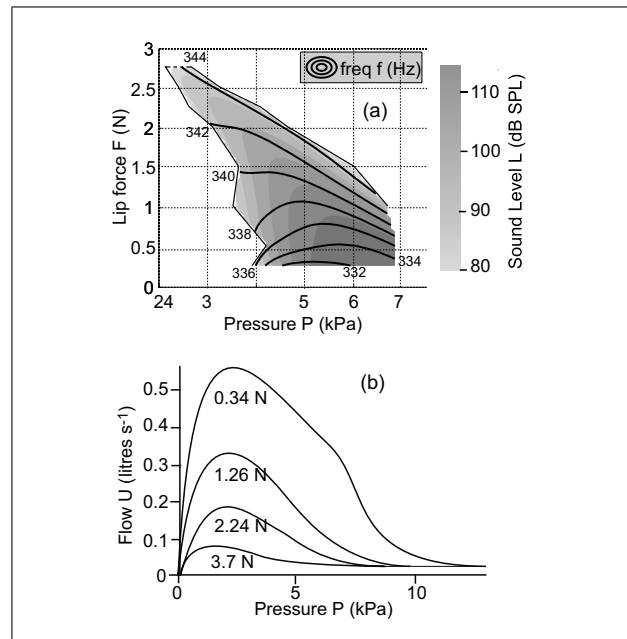 3
344
freq f (Hz)
110
2.5
(a)
Lip force F (N)
2
342
Sound Level L (dB SPL)
100
1.5
340
1
90
338
0.5
334
336
332
80
0
24 3 5 6 7
Pressure P (kPa)
(b)
0.5
0.34 N
0.4
Flow U (litres s-1)
0.3
1.26 N
0.2
2.24 N
0.1
3.7 N
0
0 5 10
Pressure P (kPa)